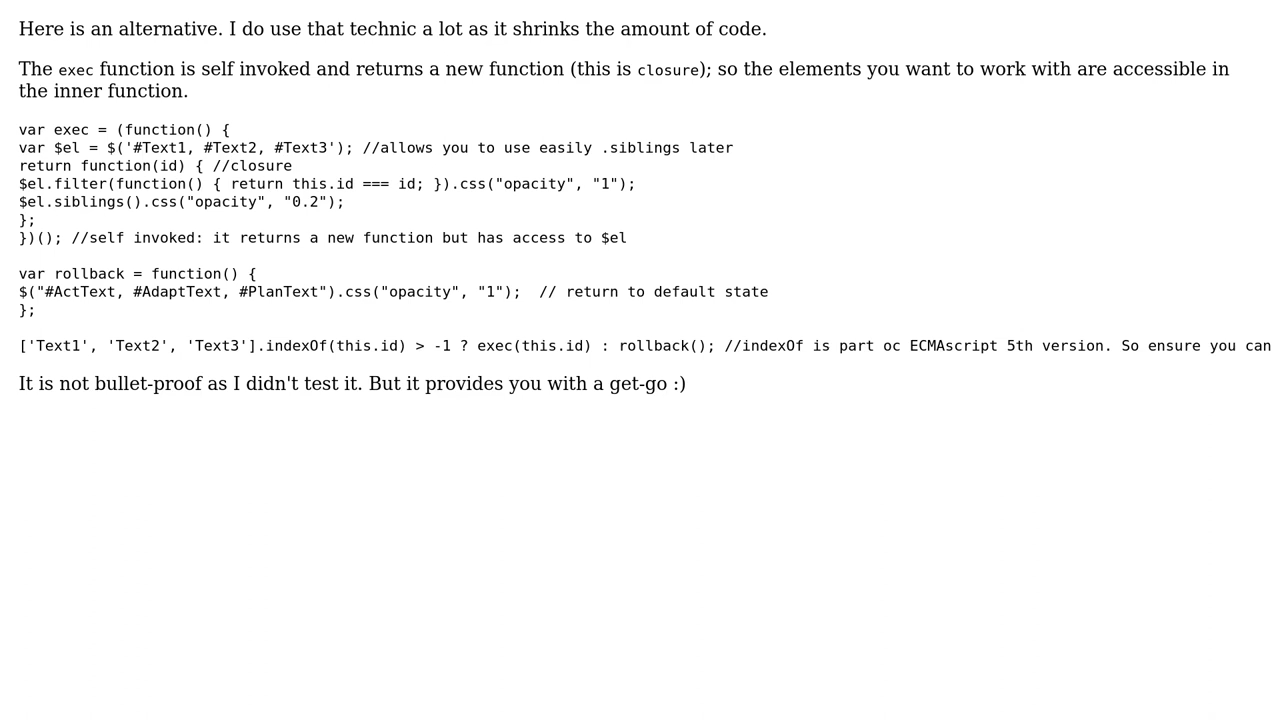 Here is an alternative. I do use that technic a lot as it shrinks the amount of code.
The exec function is self invoked and returns a new function (this is closure); so the elements you want to work with are accessible in
the inner function.
var exec = (function() {
var $el = $('#Text1, #Text2, #Text3'); //allows you to use easily .siblings later
return function(id) { //closure
$el.filter(function() { return this.id === id; }).css("opacity", "1");
$el.siblings().css("opacity", "0.2");
};
})(); //self invoked: it returns a new function but has access to $el
var rollback = function() {
$("#ActText, #AdaptText, #PlanText").css("opacity", "1");  // return to default state
};
['Text1', 'Text2', 'Text3'].indexOf(this.id) > -1 ? exec(this.id) : rollback(); //indexOf is part oc ECMAscript 5th version. So ensure you can
It is not bullet-proof as I didn't test it. But it provides you with a get-go :)